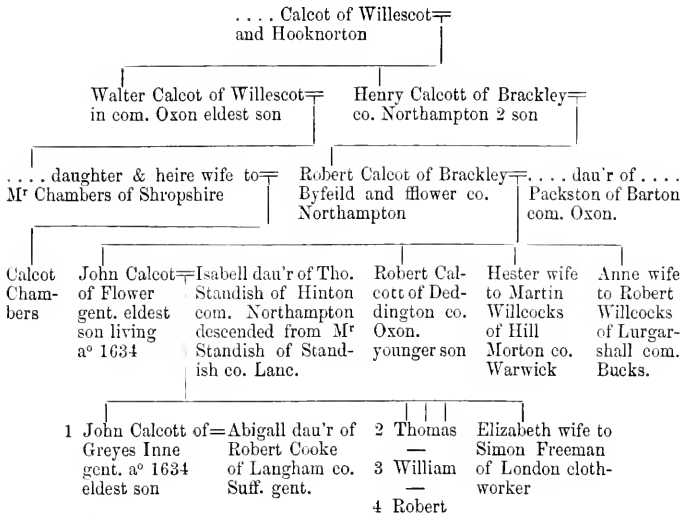 . . . . Calcot of Willescot
and Hooknorton
Walter Calcot of Willescot
in com. Oxon eldest son
Henry Calcott of Brackley
co. Northampton 2 son
. . . . daughter & heire wife to
Mʳ Chambers of Shropshire
Robert Calcot of Brackley
Byfeild and fflower co.
Northampton
. . . . dau'r of . . . .
Packston of Barton
com. Oxon.
Calcot
Cham-
bers
John Calcot
of Flower
gent. eldest
son living
aº 1634
Isabell dau'r of Tho.
Standish of Hinton
com. Northampton
descended from Mʳ
Standish of Stand-
ish co. Lanc.
Robert Cal-
cott of Ded-
dington co.
Oxon.
younger son
Hester wife
to Martin
Willcocks
of Hill
Morton co.
Warwick
Anne wife
to Robert
Willcocks
of Lurgar-
shall com.
Bucks.
1 John Calcott of
Greyes Inne
gent. aº 1634
eldest son
= Abigall dau'r of
Robert Cooke
of Langham co.
Suff. gent.
2 Thomas
—
3 William
—
4 Robert
Elizabeth wife to
Simon Freeman
of London cloth-
worker